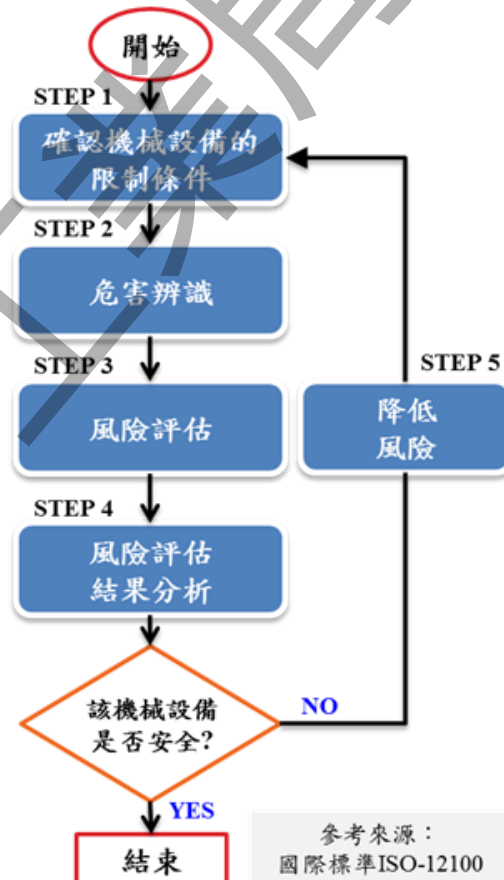 開始
STEP 1
確認機械設備的
限制條件
STEP 2
危害辨識
STEP 3
風險評估
STEP 4
風險評估
結果分析
STEP 5
降低
風險
該機械設備
是否安全?
NO
YES
結束
參考來源：
國際標準ISO-12100
工業局